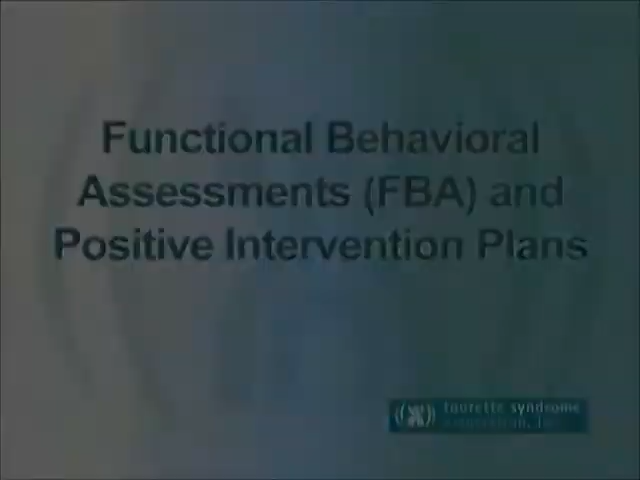 Functional Behavioral
Assessments (FBA) and
Positive Intervention Plans
tourette syndrome